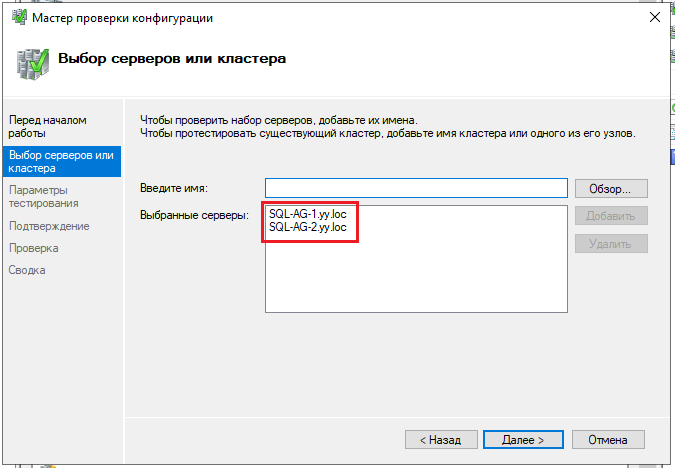 Мастер проверки конфигурации
Выбор серверов или кластера
Перед началом
работы
Выбор серверов или
кластера
Параметры
тестирования
Подтверждение
Проверка
Сводка
Чтобы проверить набор серверов, добавьте их имена.
Чтобы протестировать существующий кластер, добавьте имя кластера или одного из его узлов.
Введите имя:
Обзор...
Выбранные серверы:
SQL-AG-1.yy.loc
SQL-AG-2.yy.loc
Добавить
Удалить
< Назад
Далее >
Отмена